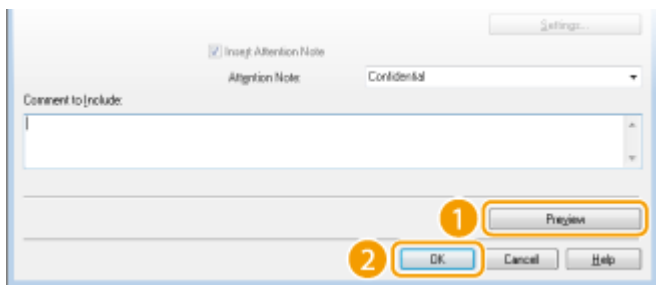 Settings...
Insert Attention Note
Attention Note: Confidential
Comment to Include:
1 Preview
2 OK Cancel Help